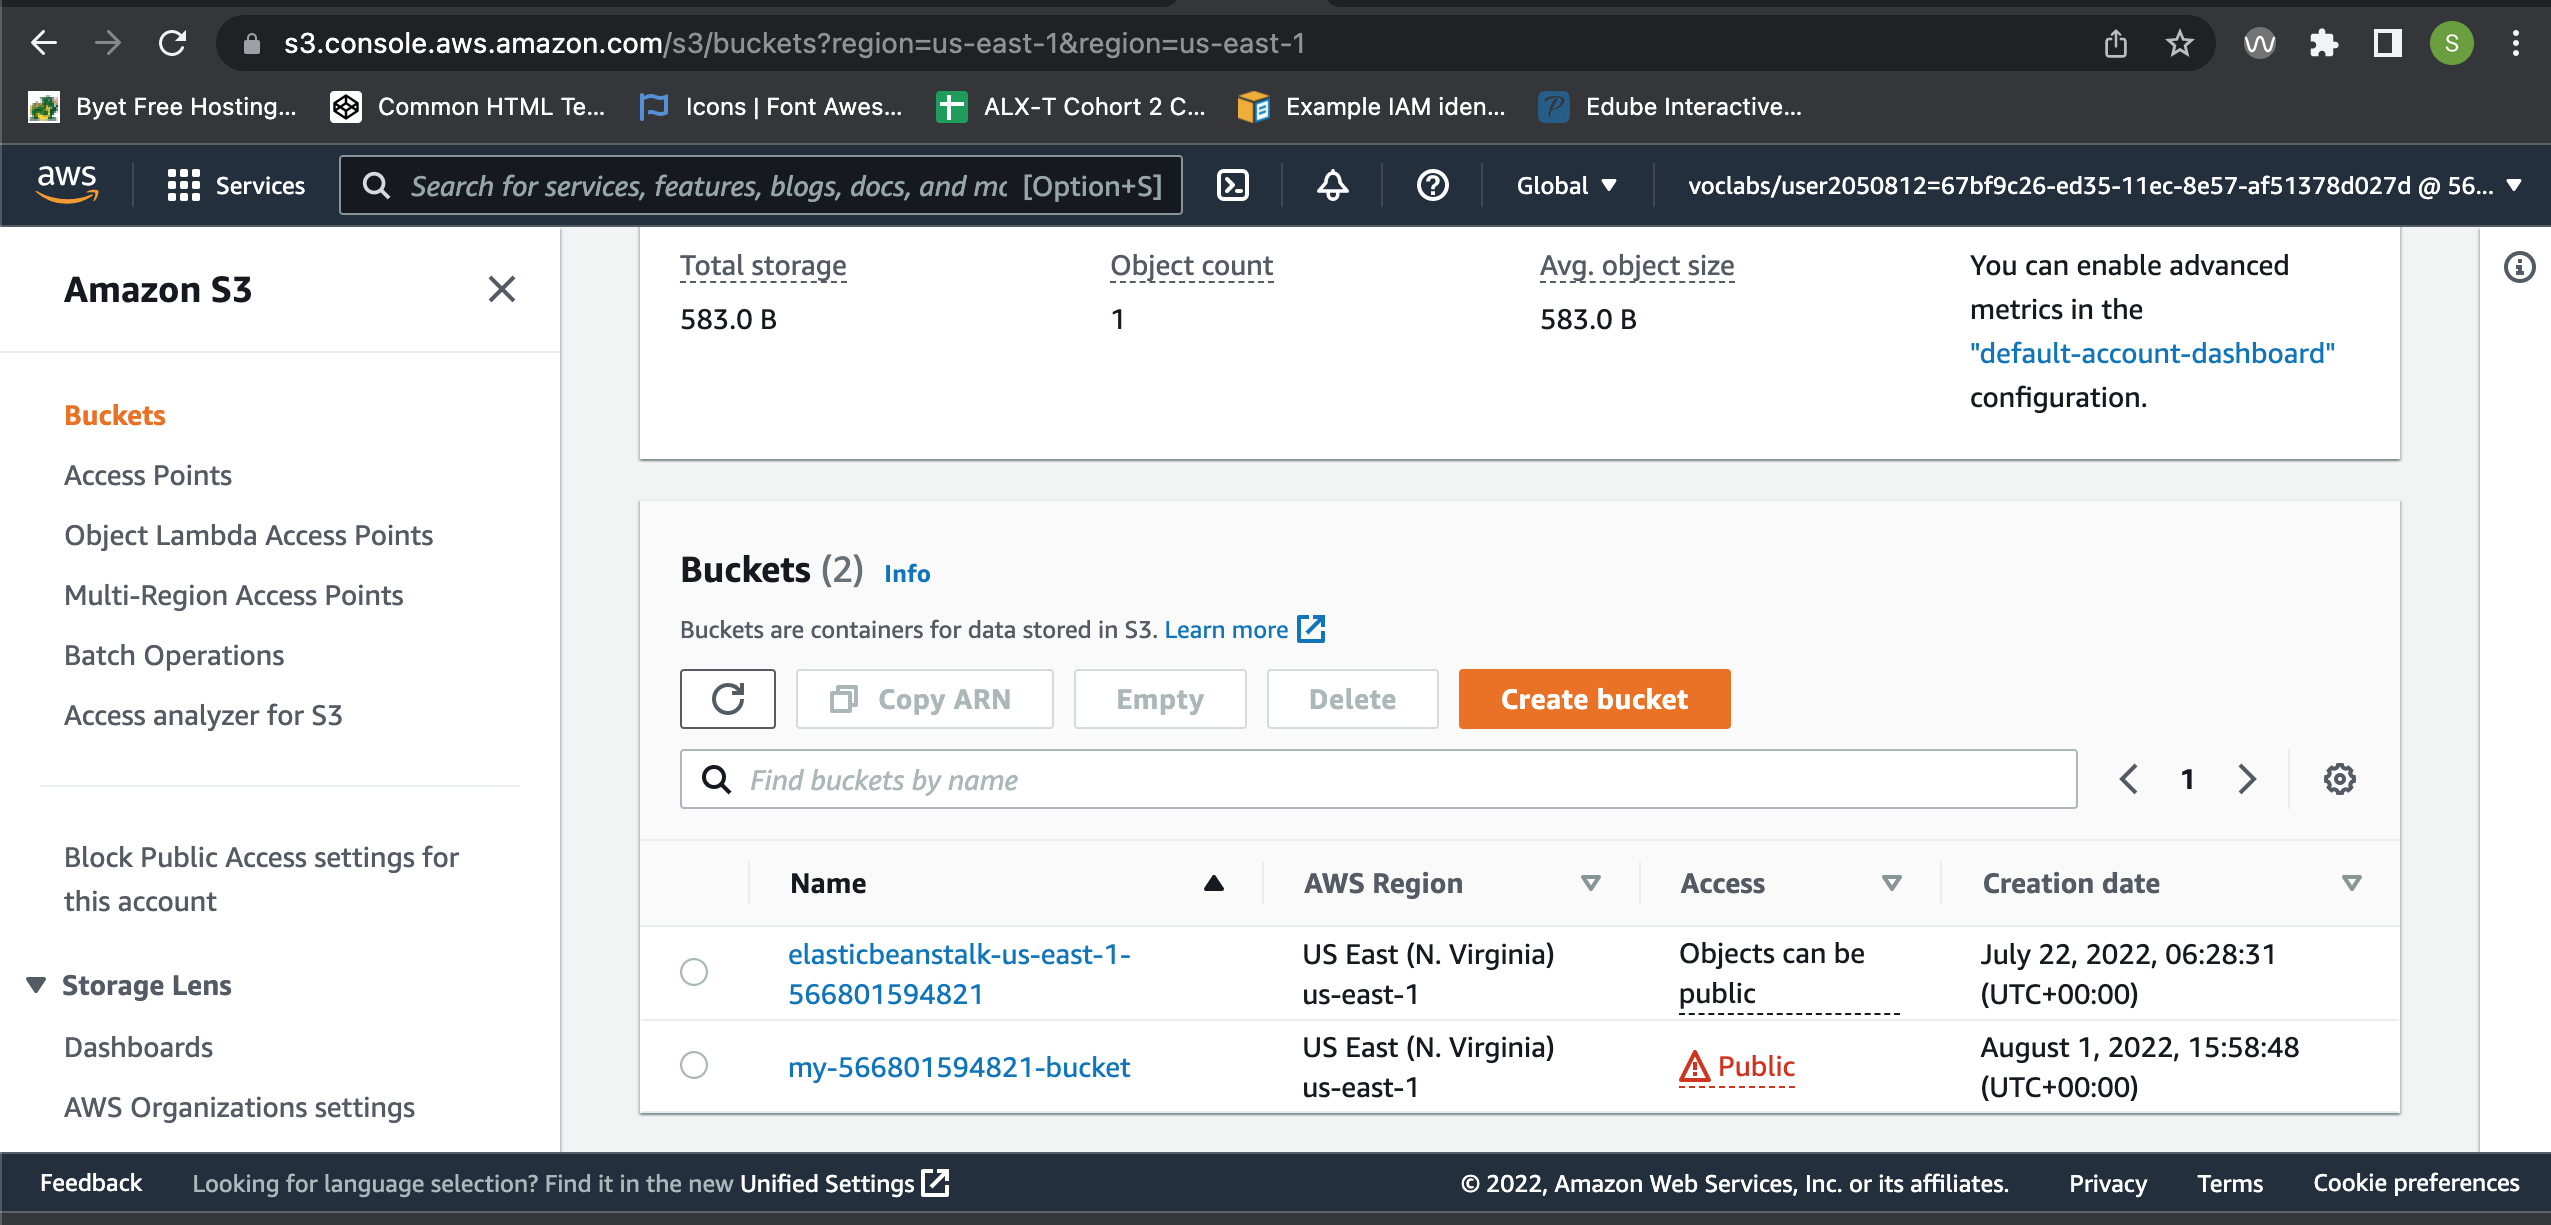 s3.console.aws.amazon.com/s3/buckets?region=us-east-1&region=us-east-1
S
Byet Free Hosting... Common HTML Te... Icons | Font Awes... ALX-T Cohort 2 C... Example IAM iden... Edube Interactive...
aws Services Search for services, features, blogs, docs, and mc [Option+S] Global voclabs/user2050812=67bf9c26-ed35-11ec-8e57-af51378d027d @ 56...
Amazon S3
Buckets
Access Points
Object Lambda Access Points
Multi-Region Access Points
Batch Operations
Access analyzer for S3
Block Public Access settings for
this account
Storage Lens
Dashboards
AWS Organizations settings
Total storage
583.0 B
Object count
1
Avg. object size
583.0 B
You can enable advanced
metrics in the
"default-account-dashboard"
configuration.
Buckets (2) Info
Buckets are containers for data stored in S3. Learn more
Copy ARN Empty Delete Create bucket
Find buckets by name 1
Name AWS Region Access Creation date
elasticbeanstalk-us-east-1-
566801594821
US East (N. Virginia)
us-east-1
Objects can be
public
July 22, 2022, 06:28:31
(UTC+00:00)
my-566801594821-bucket
US East (N. Virginia)
us-east-1
Public
August 1, 2022, 15:58:48
(UTC+00:00)
Feedback Looking for language selection? Find it in the new Unified Settings © 2022, Amazon Web Services, Inc. or its affiliates. Privacy Terms Cookie preferences